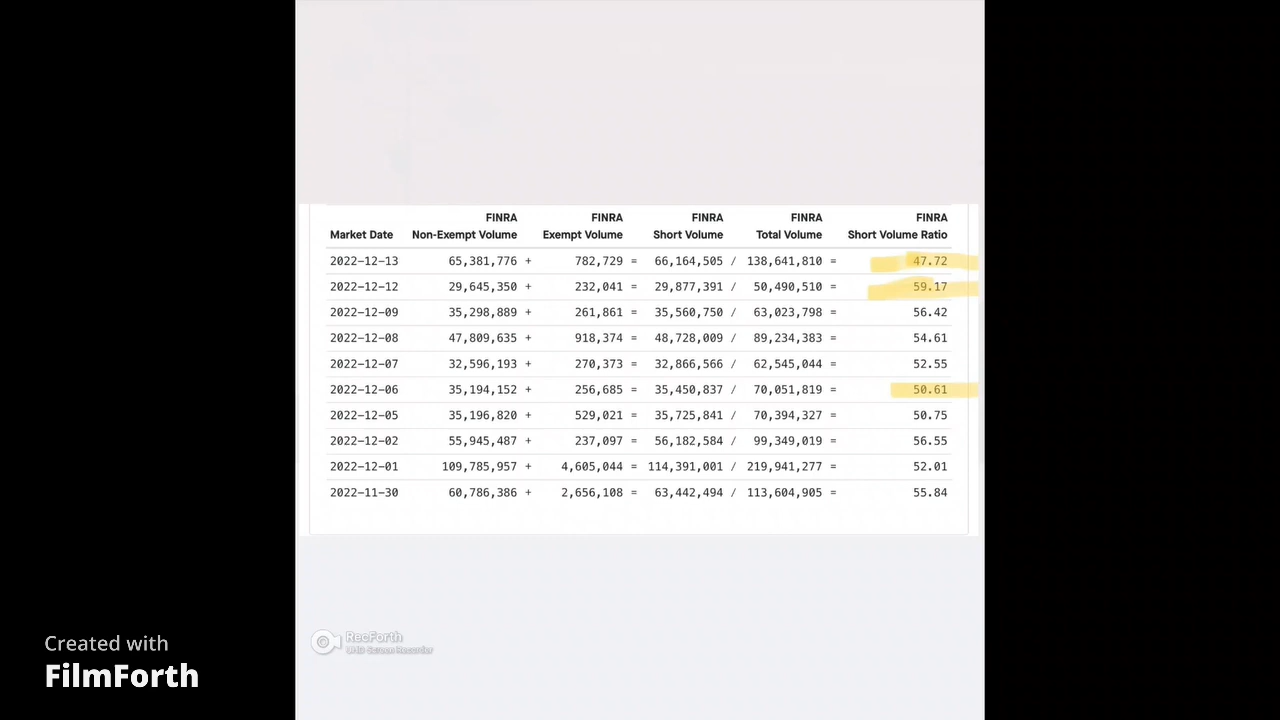 FINRA FINRA FINRA FINRA FINRA
Market Date Non-Exempt Volume Exempt Volume Short Volume Total Volume Short Volume Ratio
2022-12-13 65,381,776 + 782,729 = 66,164,505 / 138,641,810 = 47.72
2022-12-12 29,645,350 + 232,041 = 29,877,391 / 50,490,510 = 59.17
2022-12-09 35,298,889 + 261,861 = 35,560,750 / 63,023,798 = 56.42
2022-12-08 47,809,635 + 918,374 = 48,728,009 / 89,234,383 = 54.61
2022-12-07 32,596,193 + 270,373 = 32,866,566 / 62,545,044 = 52.55
2022-12-06 35,194,152 + 256,685 = 35,450,837 / 70,051,819 = 50.61
2022-12-05 35,196,820 + 529,021 = 35,725,841 / 70,394,327 = 50.75
2022-12-02 55,945,487 + 237,097 = 56,182,584 / 99,349,019 = 56.55
2022-12-01 109,785,957 + 4,605,044 = 114,391,001 / 219,941,277 = 52.01
2022-11-30 60,786,386 + 2,656,108 = 63,442,494 / 113,604,905 = 55.84
RecForth
UHD Screen Recorder
Created with
FilmForth